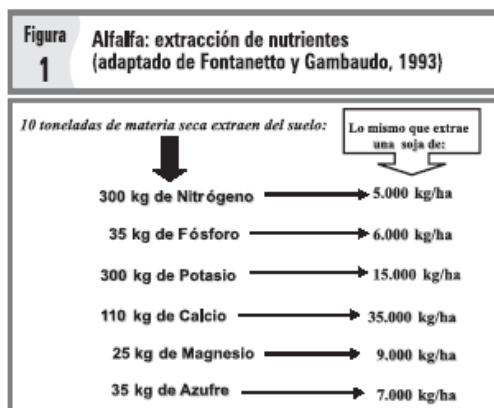 Figura
1
Alfalfa: extracción de nutrientes
(adaptado de Fontanetto y Gambaudo, 1993)
10 toneladas de materia seca extraen del suelo:
Lo mismo que extrae
una soja de:
300 kg de Nitrógeno 5.000 kg/ha
35 kg de Fósforo 6.000 kg/ha
300 kg de Potasio 15.000 kg/ha
110 kg de Calcio 35.000 kg/ha
25 kg de Magnesio 9.000 kg/ha
35 kg de Azufre 7.000 kg/ha